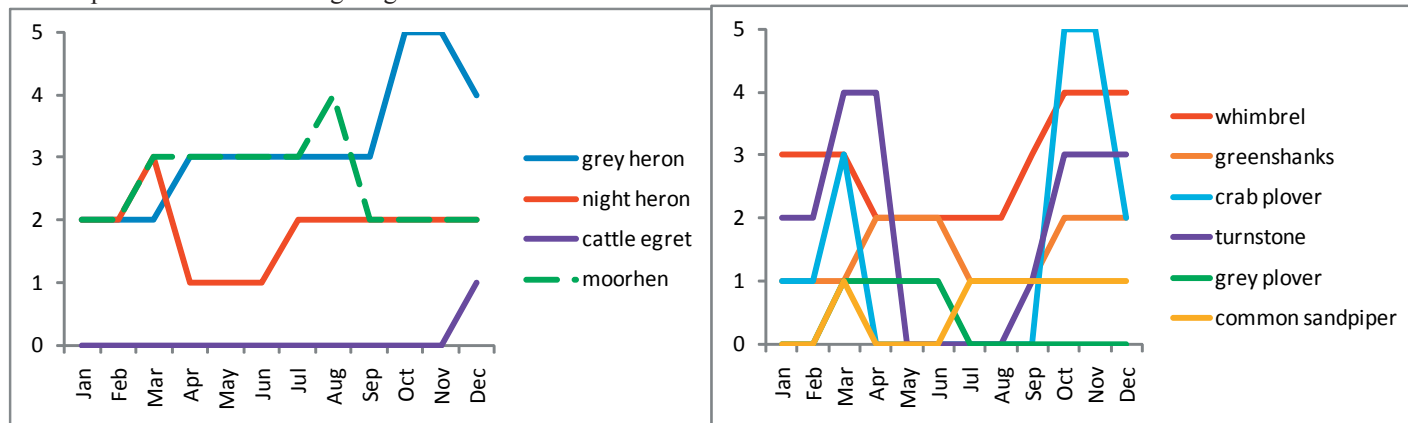 5
4
3
2
1
0
Jan
Feb
Mar
Apr
May
Jun
Jul
Aug
Sep
Oct
Nov
Dec
grey heron
night heron
cattle egret
moorhen
5
4
3
2
1
0
Jan
Feb
Mar
Apr
May
Jun
Jul
Aug
Sep
Oct
Nov
Dec
whimbrel
greenshanks
crab plover
turnstone
grey plover
common sandpiper